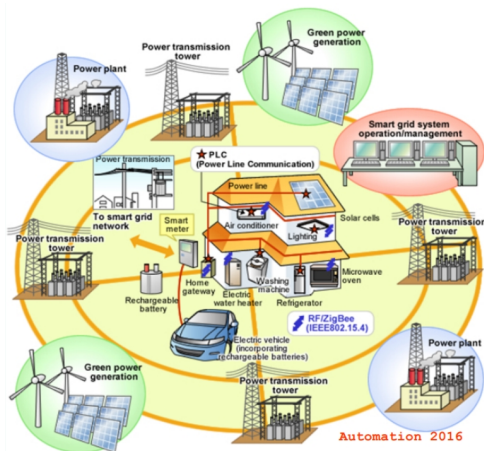 Green power
generation
Power transmission
tower
Power plant
Smart grid system
operation/management
★ PLC
(Power Line Communication)
Power transmission
Power line
Solar cells
Air conditioner
Lighting
To smart grid
network
Smart
meter
Power transmission
tower
Power transmission
tower
Rechargeable
battery
Home
gateway
Electric
water heater
Washing
machine
Refrigerator
Microwave
oven
RF/ZigBee
(IEEE802.15.4)
Electric vehicle
(incorporating
rechargeable batteries)
Green power
generation
Power transmission
tower
Power plant
Automation 2016